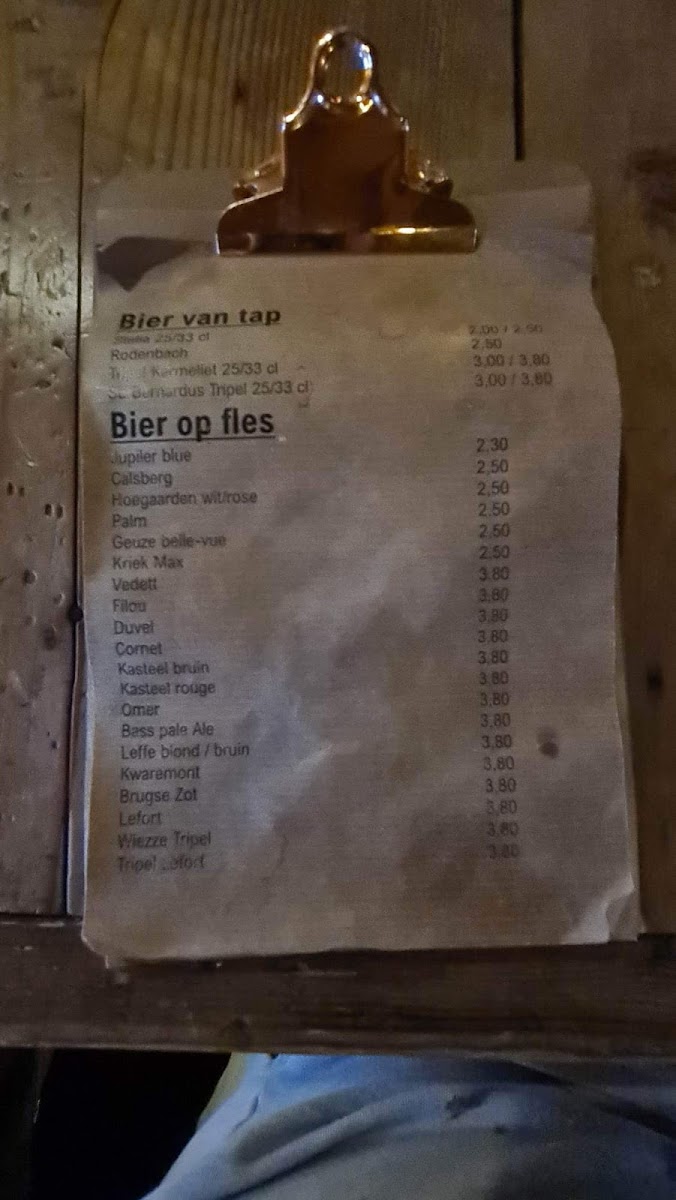 Bier van tap
Stella 25/33 cl 2,00 / 2,50
Rodenbach 2,50
Karmeliet 25/33 cl 3,00 / 3,80
Bernardus Tripel 25/33 cl 3,00 / 3,80
Bier op fles
Jupiler blue 2,30
Calsberg 2,50
Hoegaarden wit/rose 2,50
Palm 2,50
Geuze belle-vue 2,50
Kriek Max 2,50
Vedett 3,80
Filou 3,80
Duvel 3,80
Cornet 3,80
Kasteel bruin 3,80
Kasteel rouge 3,80
Omer 3,80
Bass pale Ale 3,80
Leffe blond / bruin 3,80
Kwaremont 3,80
Brugse Zot 3,80
Lefort 3,80
Wiezze Tripel 3,80
Tripel Lefort 3,80